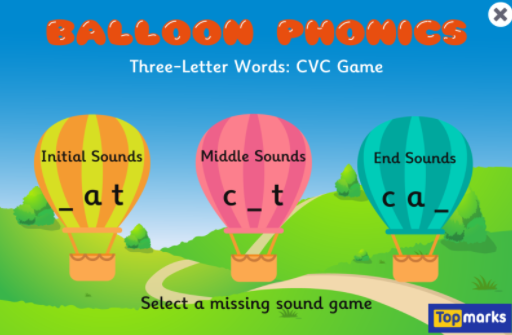 BALLOON PHONICS
Three-Letter Words: CVC Game
Initial Sounds
_ a t
Middle Sounds
c _ t
End Sounds
c a _
Select a missing sound game
Topmarks